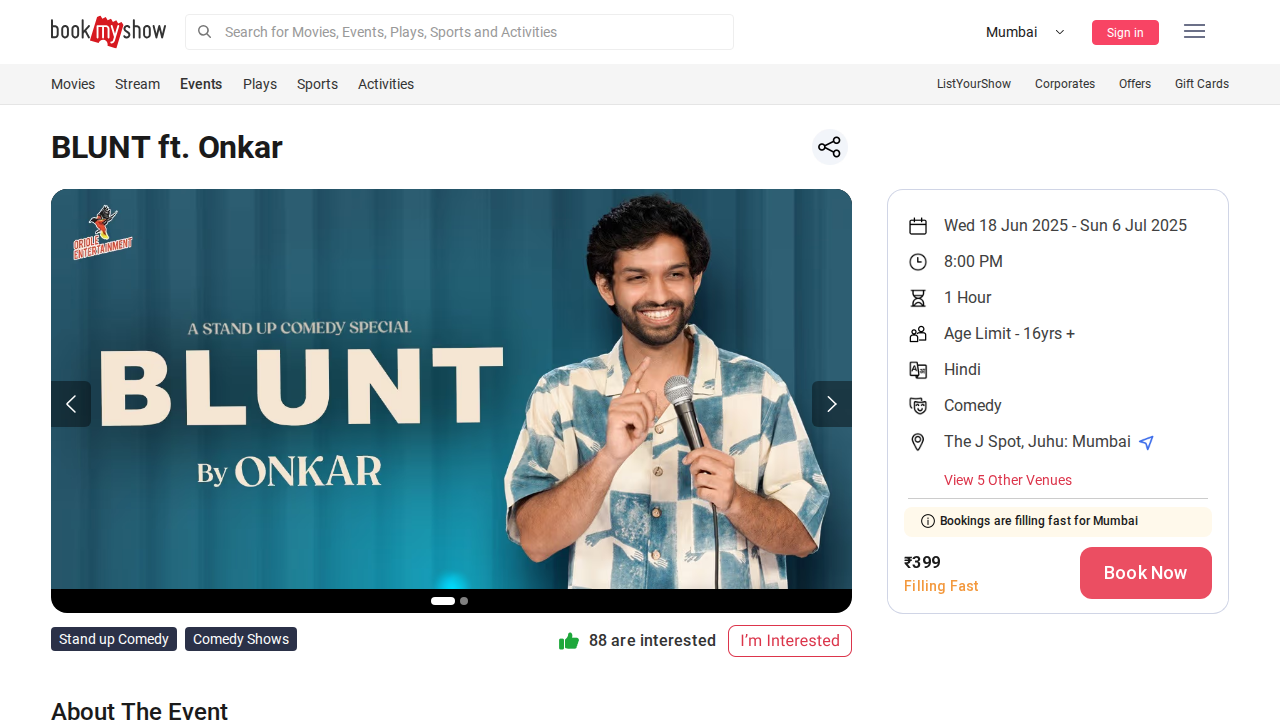 bookmyshow
Search for Movies, Events, Plays, Sports and Activities
Mumbai
Sign in
Movies
Stream
Events
Plays
Sports
Activities
ListYourShow
Corporates
Offers
Gift Cards
BLUNT ft. Onkar
ORIOLE
ENTERTAINMENT
A STAND UP COMEDY SPECIAL
BLUNT
By ONKAR
Wed 18 Jun 2025 - Sun 6 Jul 2025
8:00 PM
1 Hour
Age Limit - 16yrs +
Hindi
Comedy
The J Spot, Juhu: Mumbai
View 5 Other Venues
Bookings are filling fast for Mumbai
₹399
Filling Fast
Book Now
Stand up Comedy
Comedy Shows
88 are interested
I'm Interested
About The Event